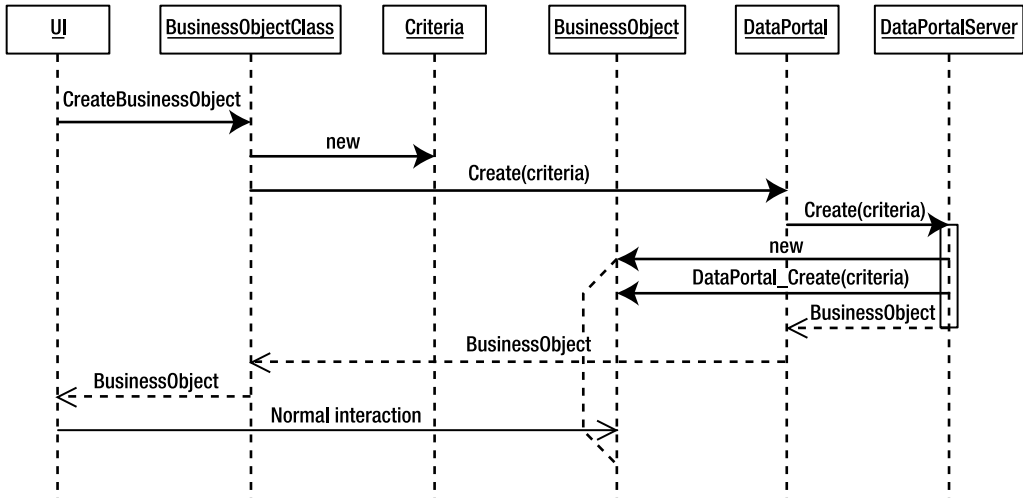 UI
BusinessObjectClass
Criteria
BusinessObject
DataPortal
DataPortalServer
CreateBusinessObject
new
Create(criteria)
Create(criteria)
new
DataPortal_Create(criteria)
BusinessObject
BusinessObject
BusinessObject
Normal interaction